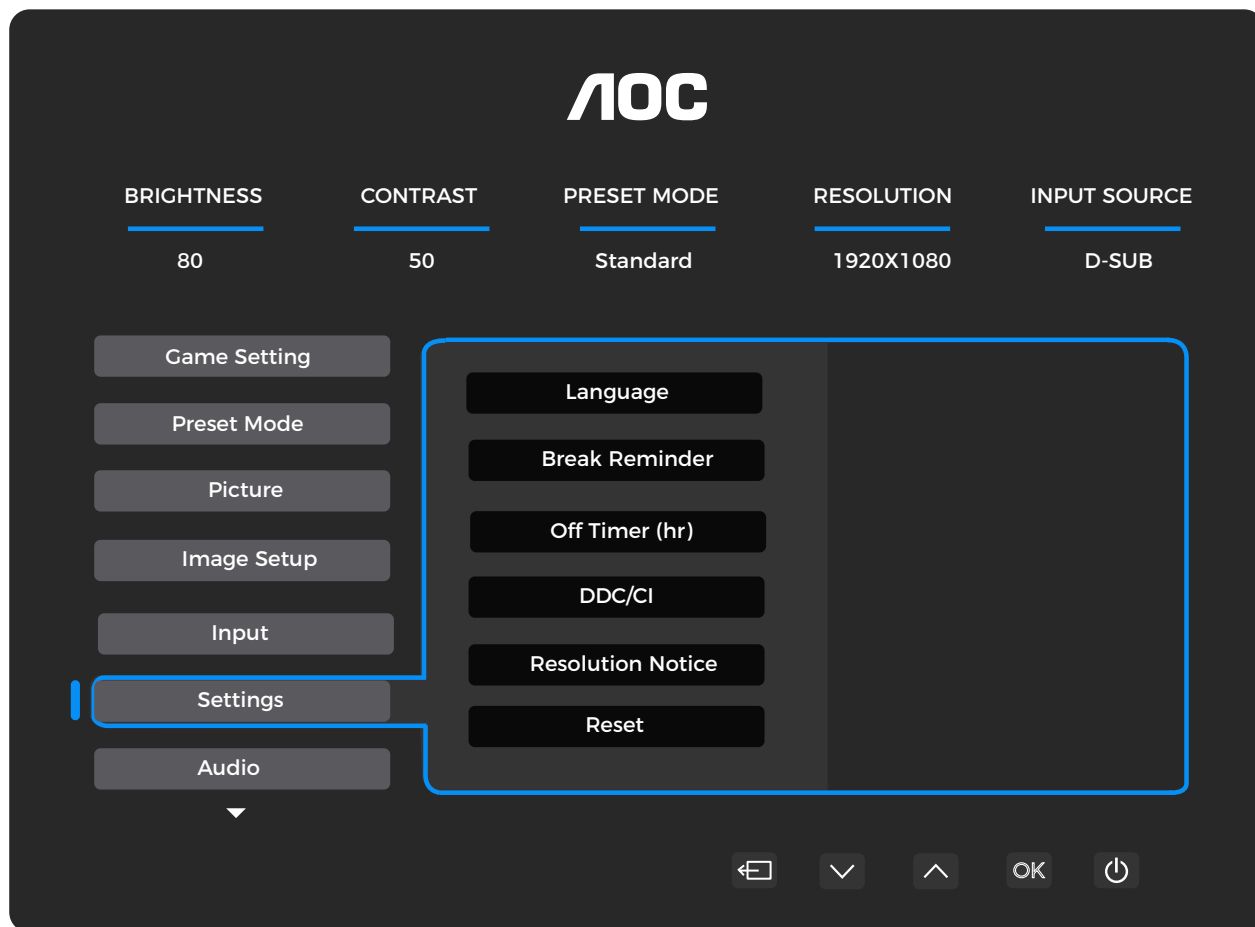 AOC
BRIGHTNESS CONTRAST PRESET MODE RESOLUTION INPUT SOURCE
80 50 Standard 1920X1080 D-SUB
Game Setting
Preset Mode
Picture
Image Setup
Input
Settings
Audio
Language
Break Reminder
Off Timer (hr)
DDC/CI
Resolution Notice
Reset
OK